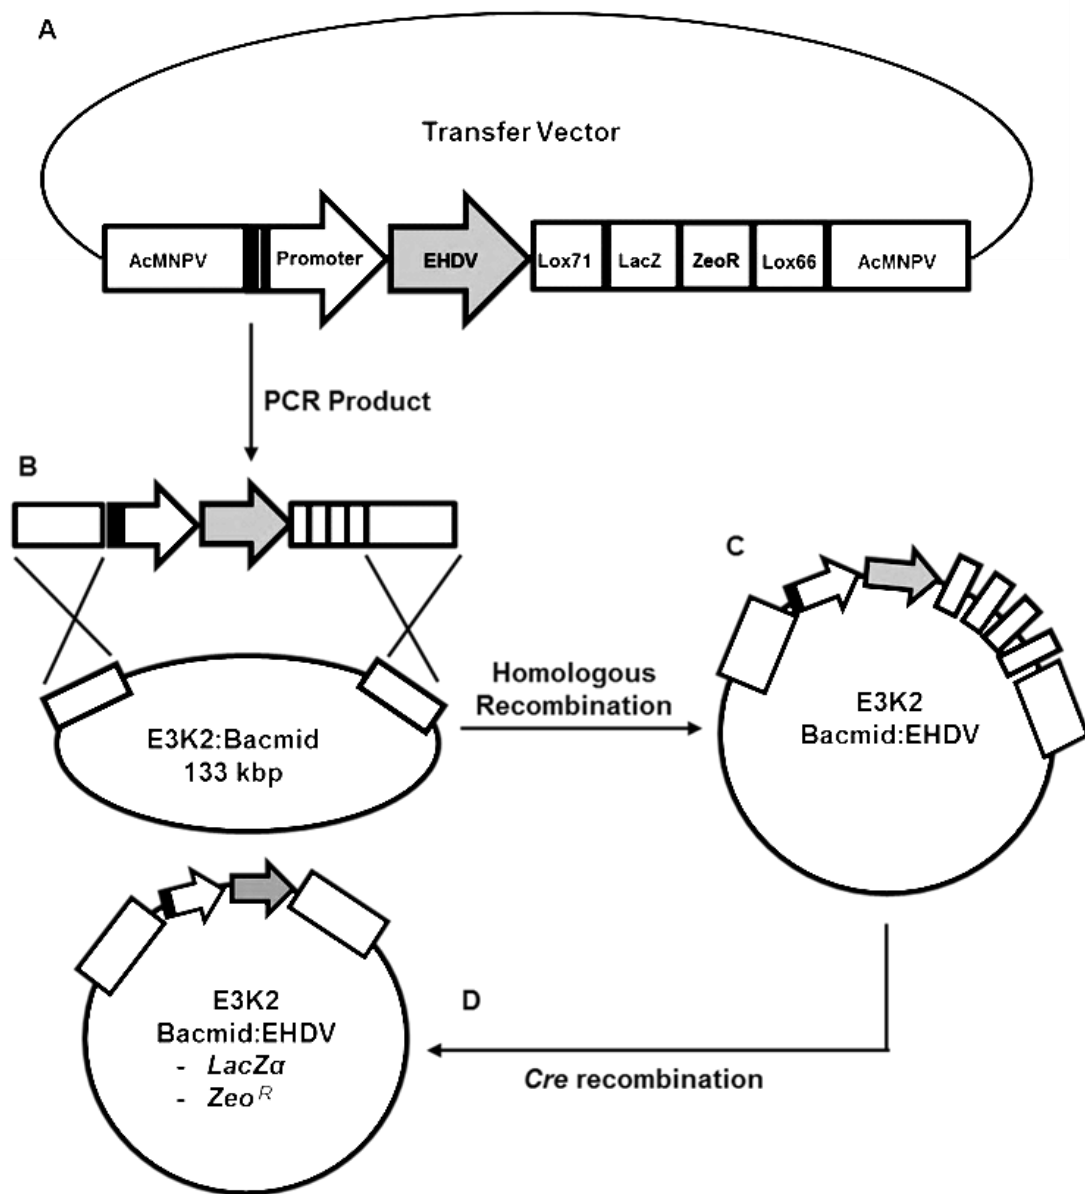 A
Transfer Vector
AcMNPV
Promoter
EHDV
Lox71
LacZ
ZeoR
Lox66
AcMNPV
PCR Product
B
C
E3K2:Bacmid
133 kbp
Homologous
Recombination
E3K2
Bacmid:EHDV
E3K2
Bacmid:EHDV
- LacZα
- Zeo ᴿ
D
Cre recombination